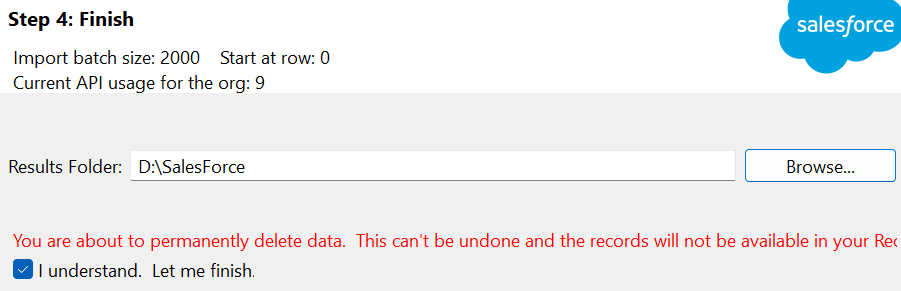 Step 4: Finish
salesforce
Import batch size: 2000 Start at row: 0
Current API usage for the org: 9
Results Folder: D:\SalesForce Browse...
You are about to permanently delete data. This can't be undone and the records will not be available in your Rec
I understand. Let me finish.